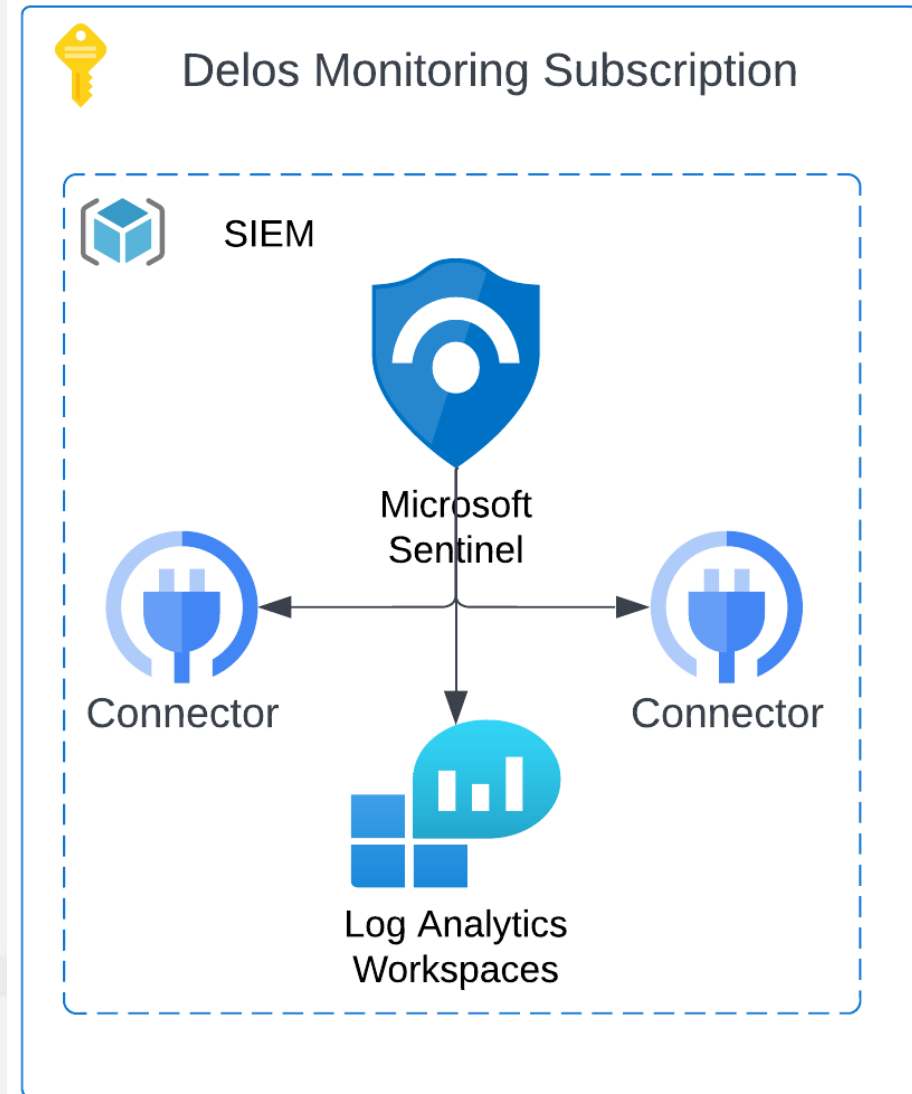 Delos Monitoring Subscription
SIEM
Microsoft
Sentinel
Connector
Connector
Log Analytics
Workspaces